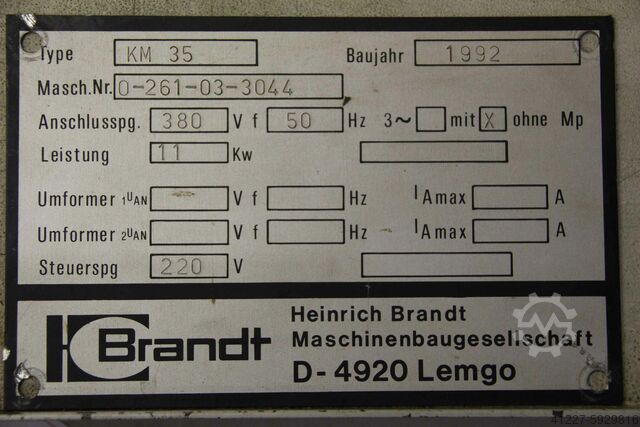 Type KM 35 Baujahr 1992
Masch.Nr. 0-261-03-3044
Anschlusspg. 380 V f 50 Hz 3~ mit X ohne Mp
Leistung 11 Kw
Umformer 1UAN V f Hz IAmax A
Umformer 2UAN V f Hz IAmax A
Steuerspg 220 V
Brandt
Heinrich Brandt
Maschinenbaugesellschaft
D-4920 Lemgo
41227-5929816